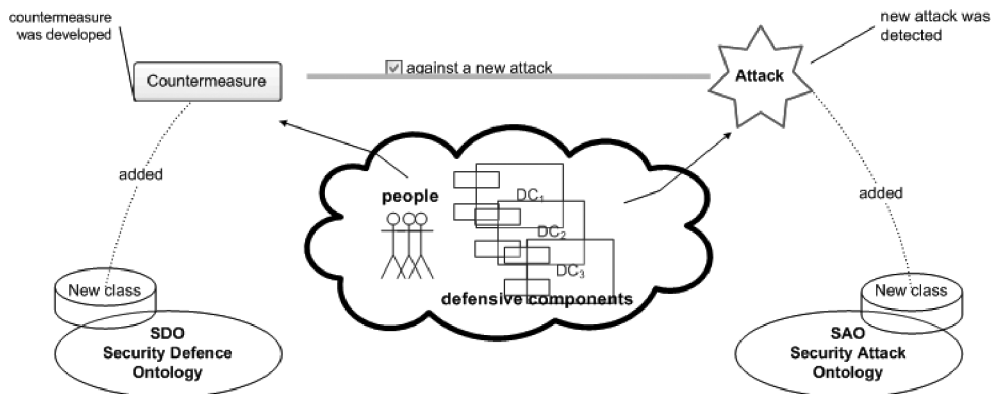 countermeasure
was developed
new attack was
detected
Countermeasure
against a new attack
Attack
added
people
DC₁
DC₂
DC₃
defensive components
added
New class
SDO
Security Defence
Ontology
New class
SAO
Security Attack
Ontology